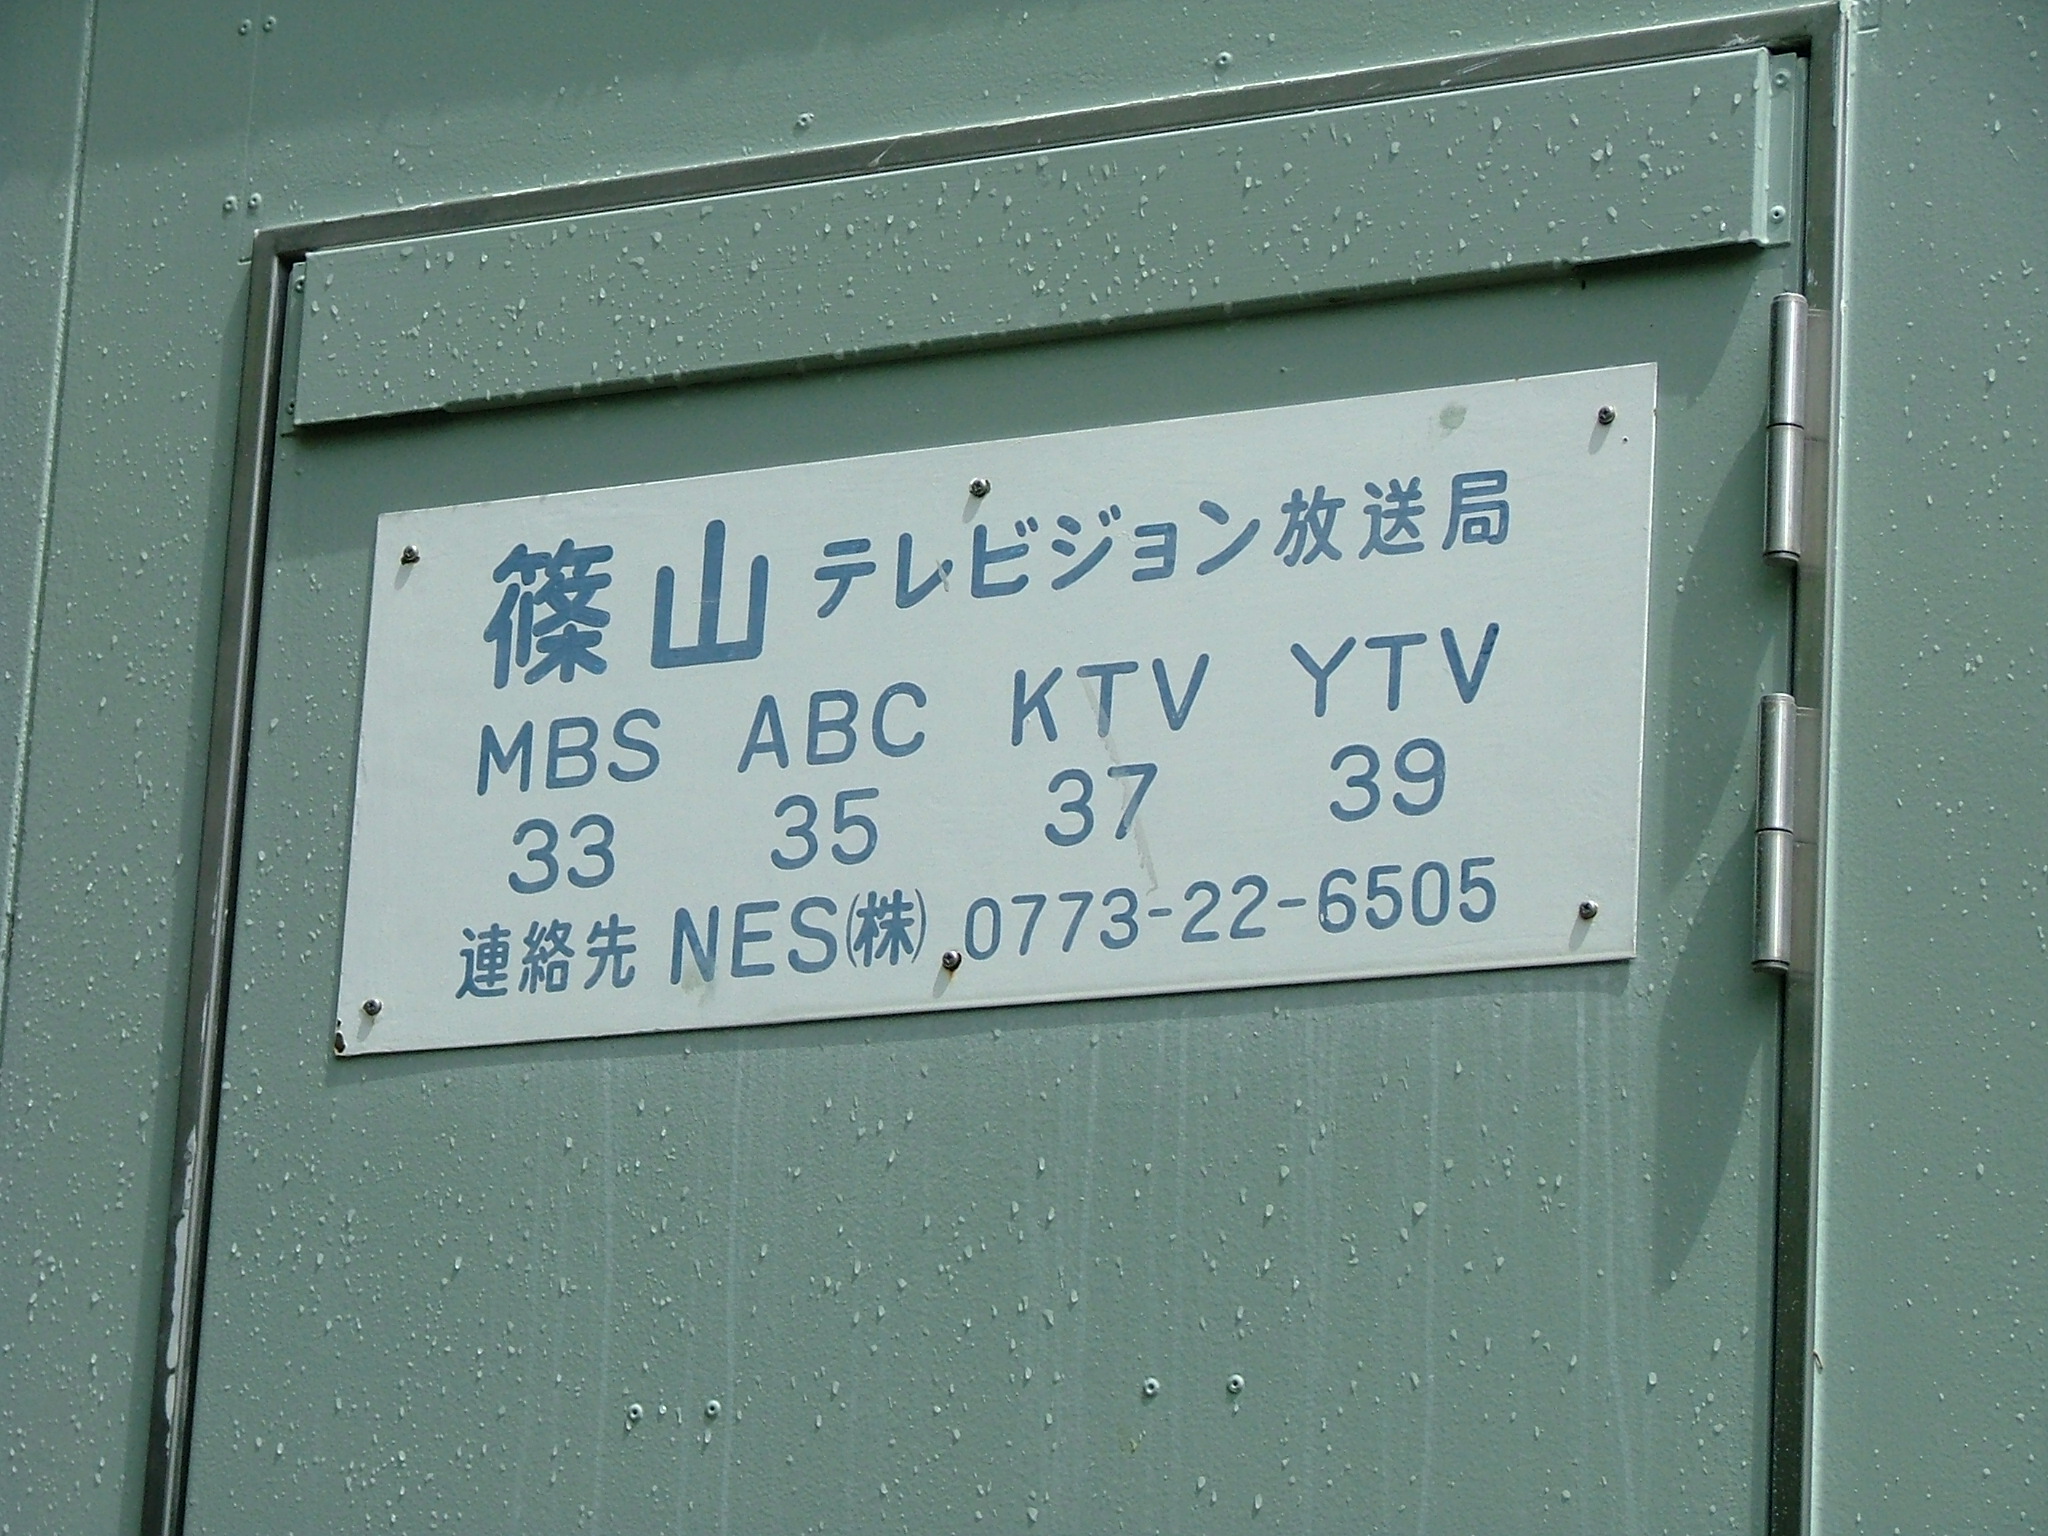 篠山テレビジョン放送局
MBS ABC KTV YTV
33 35 37 39
連絡先 NES㈱ 0773-22-6505